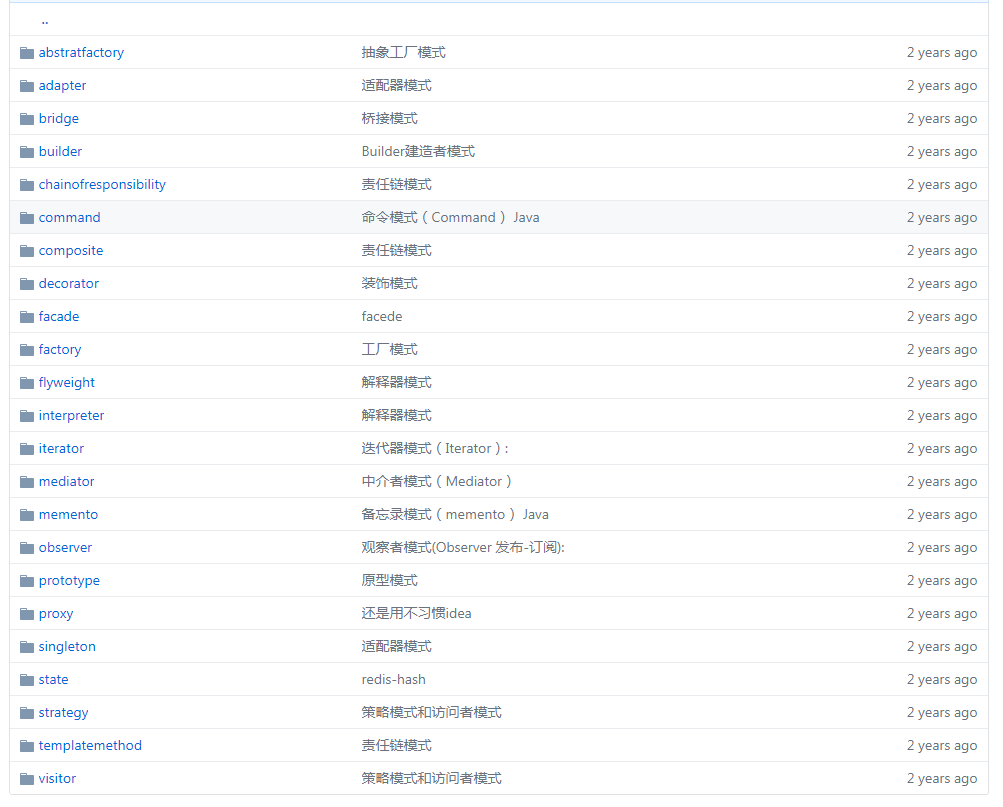 ..
abstratfactory 抽象工厂模式 2 years ago
adapter 适配器模式 2 years ago
bridge 桥接模式 2 years ago
builder Builder建造者模式 2 years ago
chainofresponsibility 责任链模式 2 years ago
command 命令模式（Command） Java 2 years ago
composite 责任链模式 2 years ago
decorator 装饰模式 2 years ago
facade facede 2 years ago
factory 工厂模式 2 years ago
flyweight 解释器模式 2 years ago
interpreter 解释器模式 2 years ago
iterator 迭代器模式（Iterator）: 2 years ago
mediator 中介者模式（Mediator） 2 years ago
memento 备忘录模式（memento） Java 2 years ago
observer 观察者模式(Observer 发布-订阅): 2 years ago
prototype 原型模式 2 years ago
proxy 还是用不习惯idea 2 years ago
singleton 适配器模式 2 years ago
state redis-hash 2 years ago
strategy 策略模式和访问者模式 2 years ago
templatemethod 责任链模式 2 years ago
visitor 策略模式和访问者模式 2 years ago